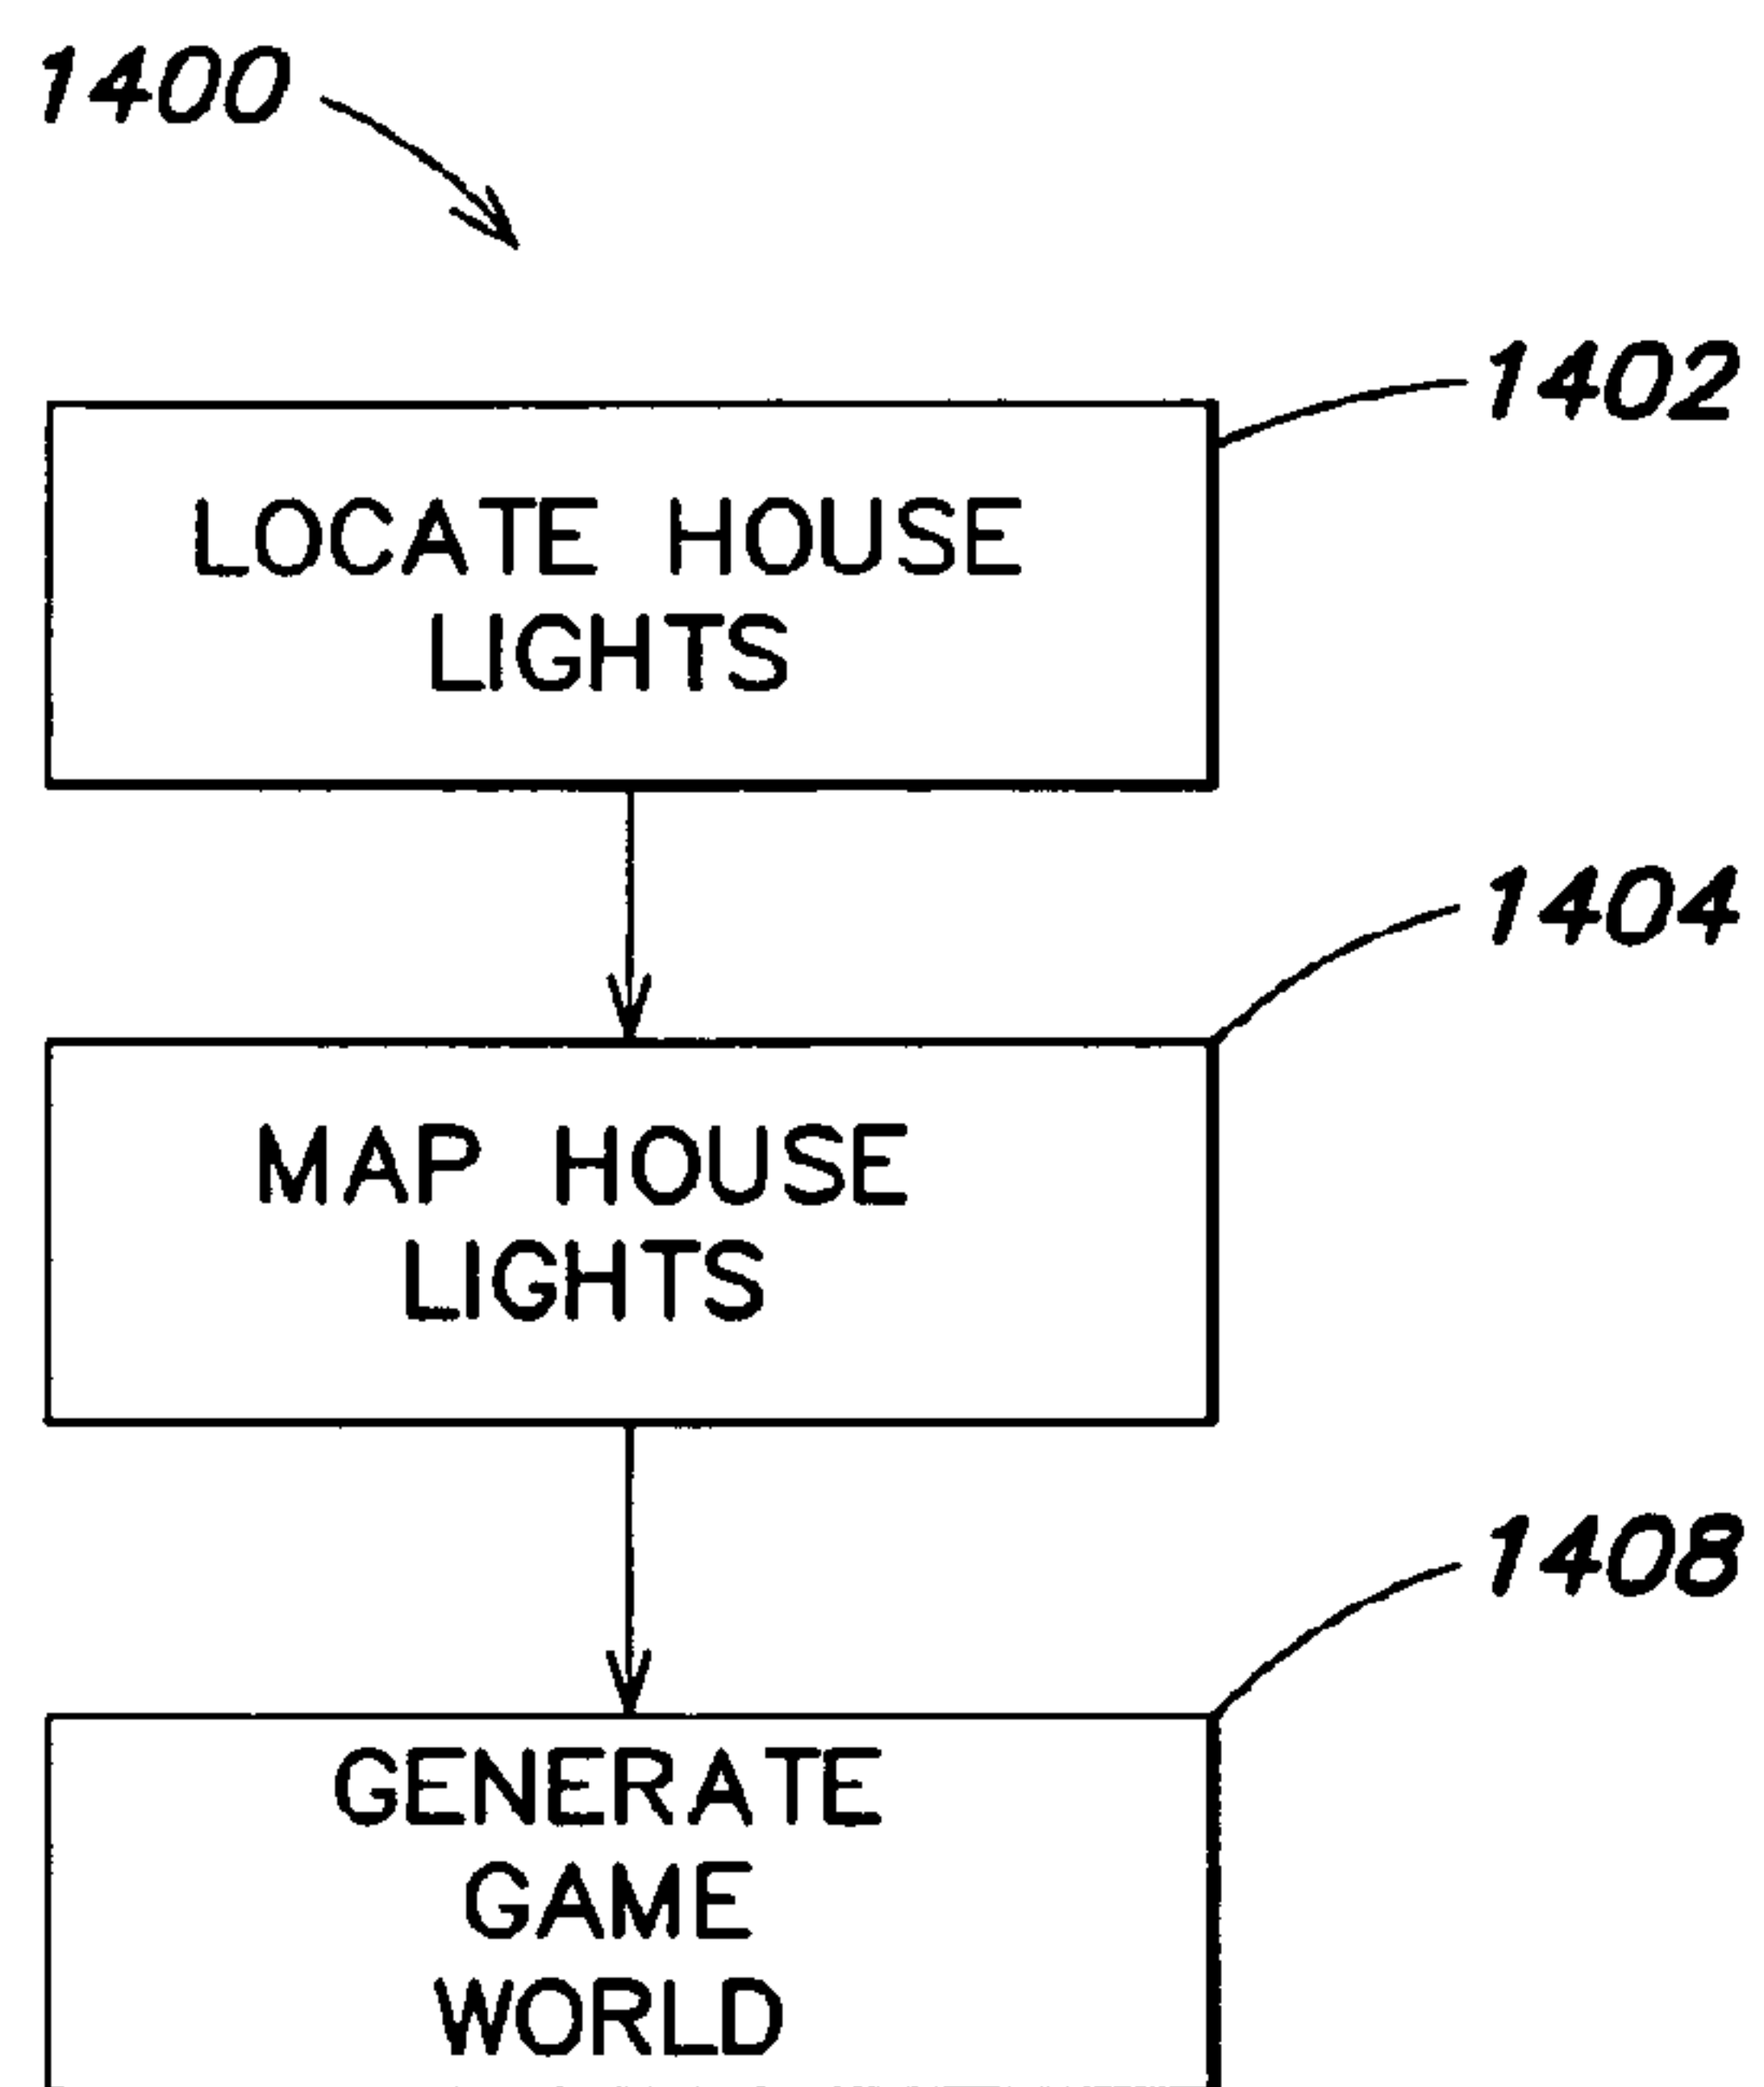 1400
1402
LOCATE HOUSE
LIGHTS
1404
MAP HOUSE
LIGHTS
1408
GENERATE
GAME
WORLD